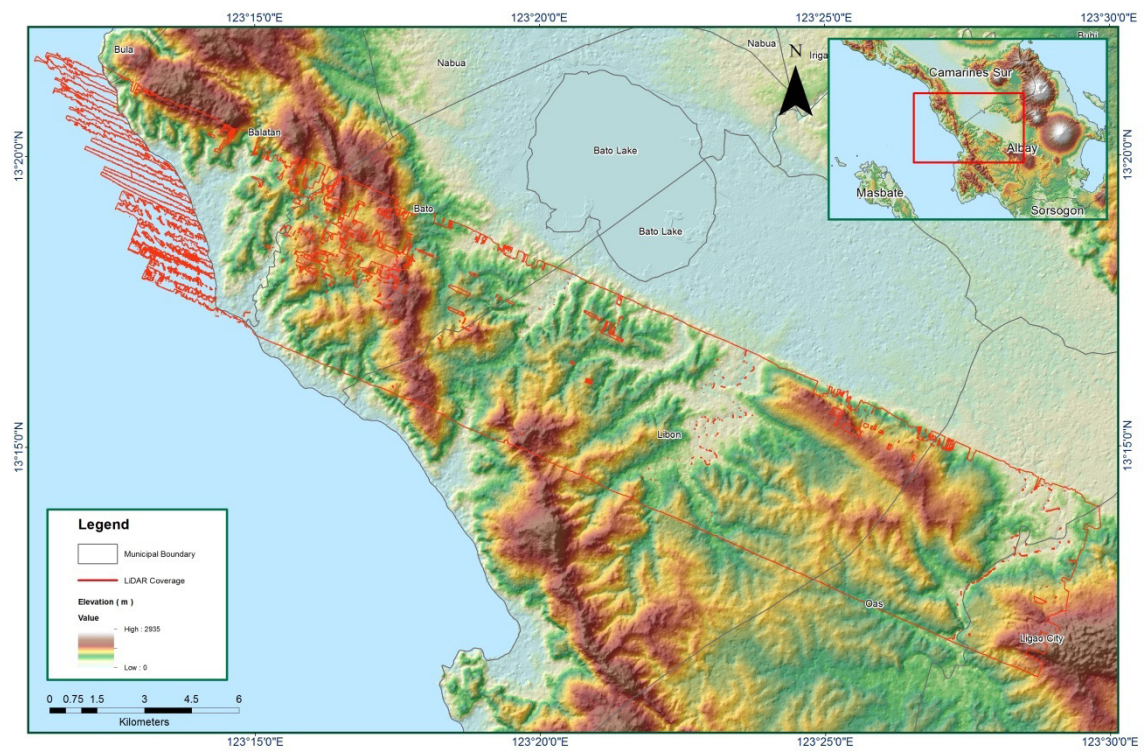 123°15'0"E
123°20'0"E
123°25'0"E
123°30'0"E
Bula
Nabua
Nabua
Iriga
Buhi
N
Camarines Sur
Albay
Masbate
Sorsogon
13°20'0"N
13°20'0"N
Balatan
Bato Lake
Bato
Bato Lake
13°15'0"N
13°15'0"N
Libon
Oas
Ligao City
Legend
Municipal Boundary
LiDAR Coverage
Elevation ( m )
Value
High : 2935
Low : 0
0 0.75 1.5 3 4.5 6
Kilometers
123°15'0"E
123°20'0"E
123°25'0"E
123°30'0"E